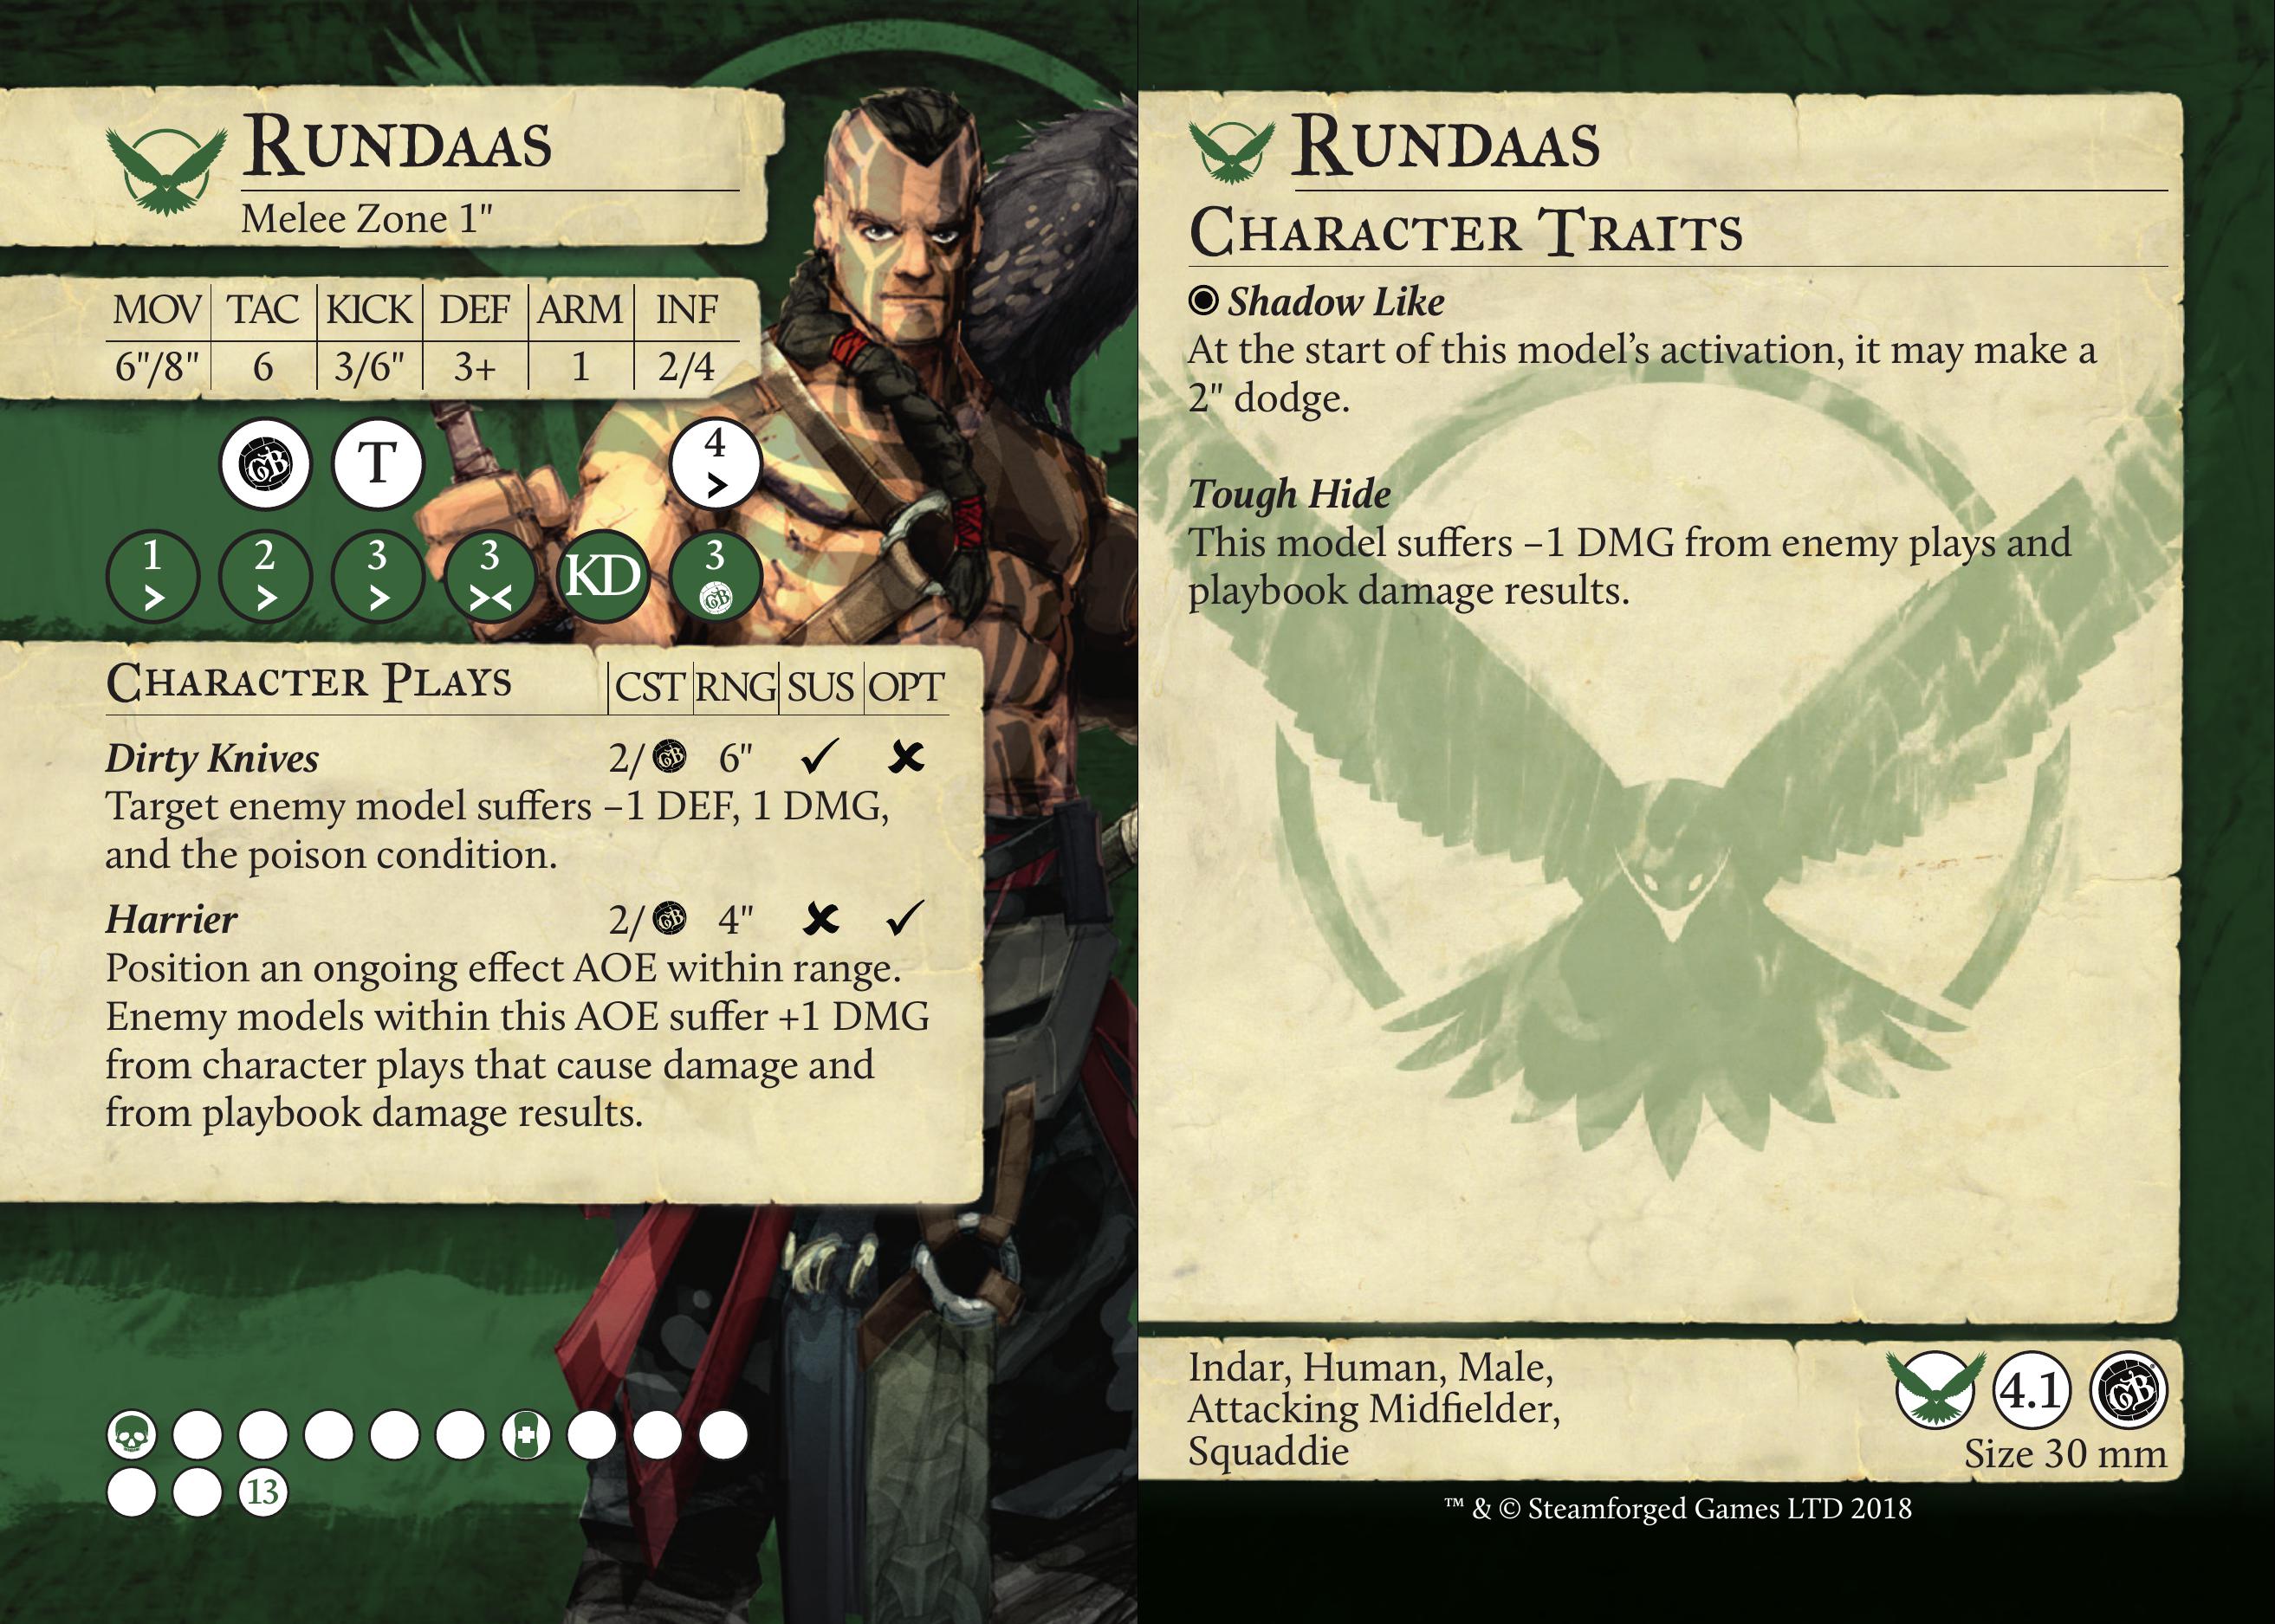 RUNDAAS
Melee Zone 1"
MOV TAC KICK DEF ARM INF
6"/8" 6 3/6" 3+ 1 2/4
GB T 4 >
1 > 2 > 3 > 3 >< KD 3 GB
CHARACTER PLAYS CST RNG SUS OPT
Dirty Knives 2/GB 6" ✓ ✘
Target enemy model suffers –1 DEF, 1 DMG,
and the poison condition.
Harrier 2/GB 4" ✘ ✓
Position an ongoing effect AOE within range.
Enemy models within this AOE suffer +1 DMG
from character plays that cause damage and
from playbook damage results.
13
RUNDAAS
CHARACTER TRAITS
Shadow Like
At the start of this model's activation, it may make a
2" dodge.
Tough Hide
This model suffers –1 DMG from enemy plays and
playbook damage results.
Indar, Human, Male,
Attacking Midfielder,
Squaddie
4.1 GB
Size 30 mm
™ & © Steamforged Games LTD 2018